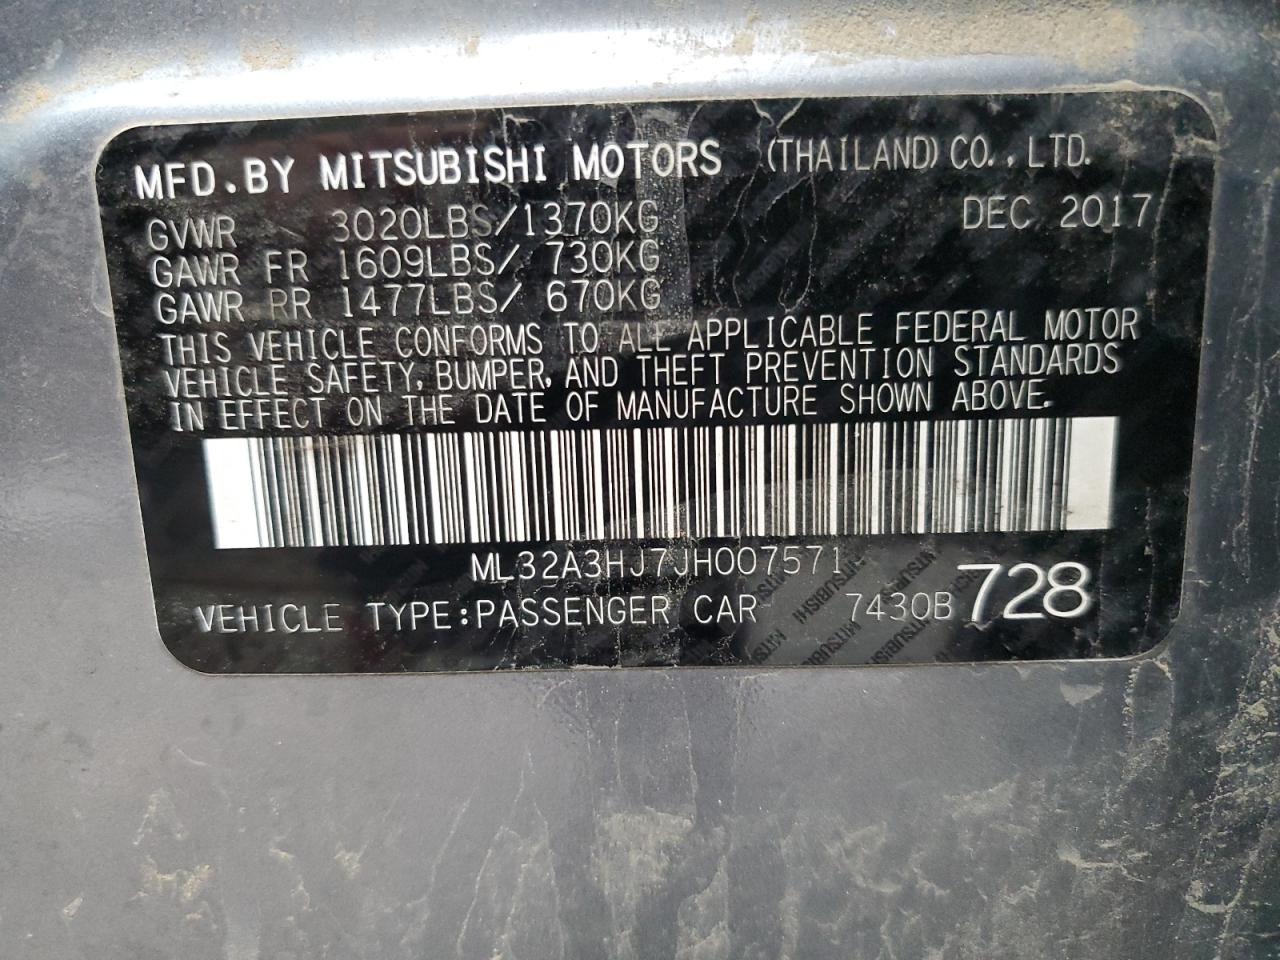 MFD.BY MITSUBISHI MOTORS (THAILAND) CO.,LTD.
GVWR 3020LBS/1370KG DEC 2017
GAWR FR 1609LBS/ 730KG
GAWR RR 1477LBS/ 670KG
THIS VEHICLE CONFORMS TO ALL APPLICABLE FEDERAL MOTOR
VEHICLE SAFETY, BUMPER, AND THEFT PREVENTION STANDARDS
IN EFFECT ON THE DATE OF MANUFACTURE SHOWN ABOVE.
ML32A3HJ7JH007571
VEHICLE TYPE:PASSENGER CAR 7430B 728